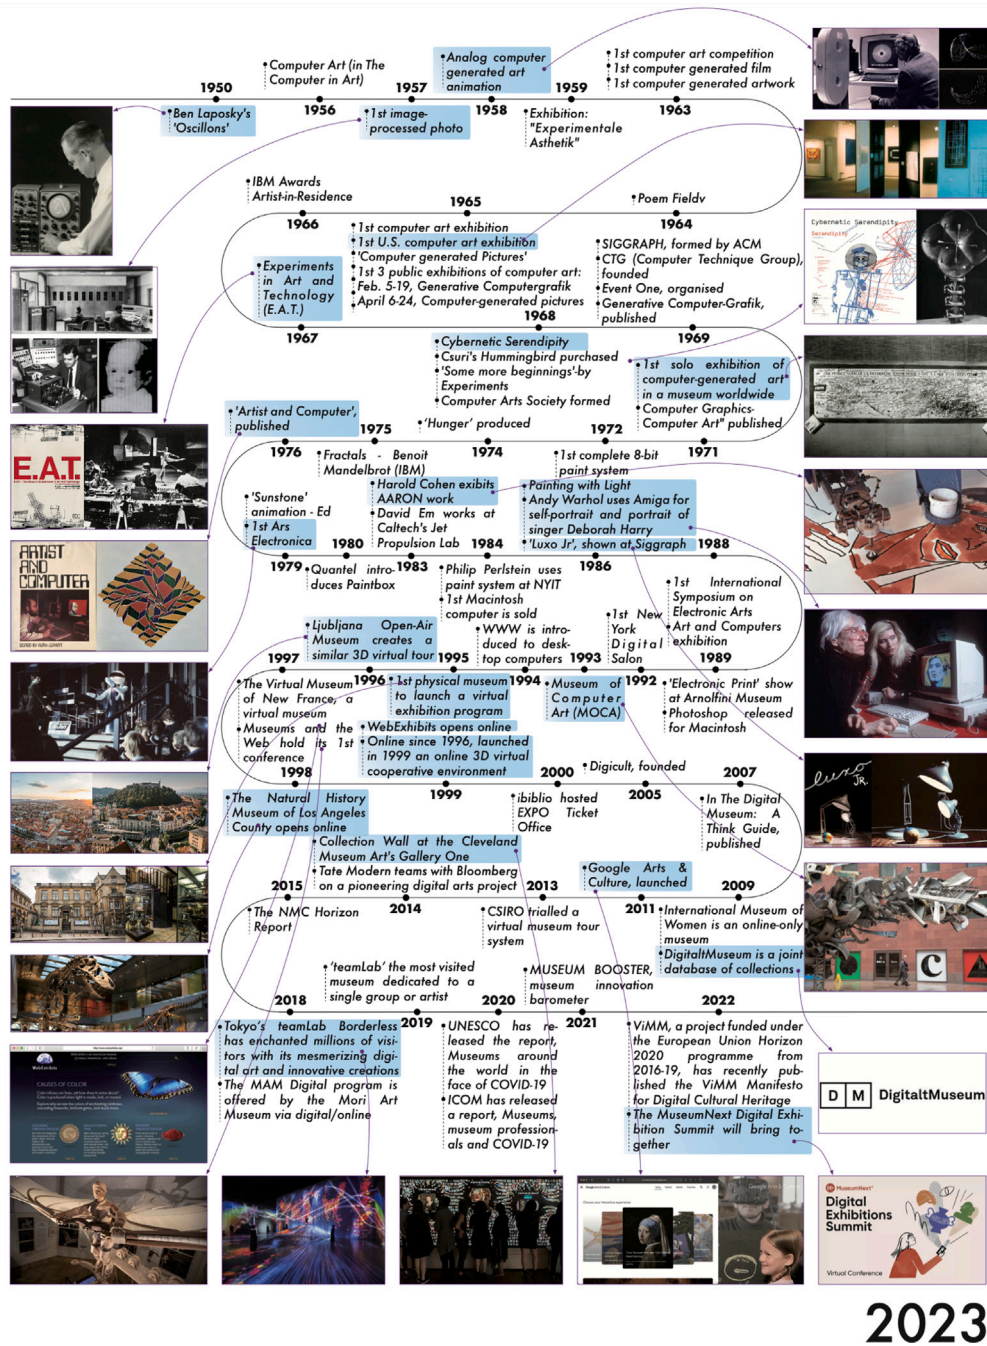 Computer Art (in The
Computer in Art)
Analog computer
generated art
animation
1st computer art competition
1st computer generated film
1st computer generated artwork
1950
1957
1959
1956
1958
1963
Ben Laposky's
'Oscillons'
1st image-
processed photo
Exhibition:
"Experimentale
Asthetik"
IBM Awards
Artist-in-Residence
Poem Fieldv
1965
1966
1964
Experiments
in Art and
Technology
(E.A.T.)
1st computer art exhibition
1st U.S. computer art exhibition
'Computer generated Pictures'
1st 3 public exhibitions of computer art:
Feb. 5-19, Generative Computergrafik
April 6-24, Computer-generated pictures
SIGGRAPH, formed by ACM
CTG (Computer Technique Group),
founded
Event One, organised
Generative Computer-Grafik,
published
Cybernetic Serendipity
Serendipity
1968
1967
1969
Cybernetic Serendipity
Csuri's Hummingbird purchased
'Some more beginnings'-by
Experiments
Computer Arts Society formed
1st solo exhibition of
computer-generated art
in a museum worldwide
Computer Graphics-
Computer Art" published
'Artist and Computer',
published
'Hunger' produced
1975
1972
1976
1974
1971
Fractals - Benoit
Mandelbrot (IBM)
1st complete 8-bit
paint system
E.A.T.
'Sunstone'
animation - Ed
1st Ars
Electronica
Harold Cohen exibits
AARON work
David Em works at
Caltech's Jet
Propulsion Lab
Painting with Light
Andy Warhol uses Amiga for
self-portrait and portrait of
singer Deborah Harry
'Luxo Jr', shown at Siggraph
1980
1984
1988
1979
1983
1986
ARTIST
AND
COMPUTER
Quantel intro-
duces Paintbox
Philip Perlstein uses
paint system at NYIT
1st Macintosh
computer is sold
1st International
Symposium on
Electronic Arts
Art and Computers
exhibition
Ljubljana Open-Air
Museum creates a
similar 3D virtual tour
WWW is intro-
duced to desk-
top computers
1st New
York
Digital
Salon
1997
1995
1993
1989
1996
1994
1992
The Virtual Museum
of New France, a
virtual museum
Museums and the
Web hold its 1st
conference
1st physical museum
to launch a virtual
exhibition program
WebExhibits opens online
Online since 1996, launched
in 1999 an online 3D virtual
cooperative environment
Museum of
Computer
Art (MOCA)
'Electronic Print' show
at Arnolfini Museum
Photoshop released
for Macintosh
luxo
JR.
Digicult, founded
1998
2000
2007
1999
2005
The Natural History
Museum of Los Angeles
County opens online
ibiblio hosted
EXPO Ticket
Office
In The Digital
Museum: A
Think Guide,
published
Collection Wall at the Cleveland
Museum Art's Gallery One
Tate Modern teams with Bloomberg
on a pioneering digital arts project
Google Arts &
Culture, launched
2015
2013
2009
2014
2011
The NMC Horizon
Report
CSIRO trialled a
virtual museum tour
system
International Museum of
Women is an online-only
museum
DigitaltMuseum is a joint
database of collections
'teamLab' the most visited
museum dedicated to a
single group or artist
MUSEUM BOOSTER,
museum innovation
barometer
2018
2020
2022
2019
2021
Tokyo's teamLab Borderless
has enchanted millions of visi-
tors with its mesmerizing digi-
tal art and innovative creations
The MAM Digital program is
offered by the Mori Art
Museum via digital/online
UNESCO has re-
leased the report,
Museums around
the world in the
face of COVID-19
ICOM has released
a report, Museums,
museum profession-
als and COVID-19
ViMM, a project funded under
the European Union Horizon
2020 programme from
2016-19, has recently pub-
lished the ViMM Manifesto
for Digital Cultural Heritage
The MuseumNext Digital Exhi-
bition Summit will bring to-
gether
WebExhibits
CAUSES OF COLOR
DM DigitaltMuseum
MuseumNext
Digital
Exhibitions
Summit
Virtual Conference
2023